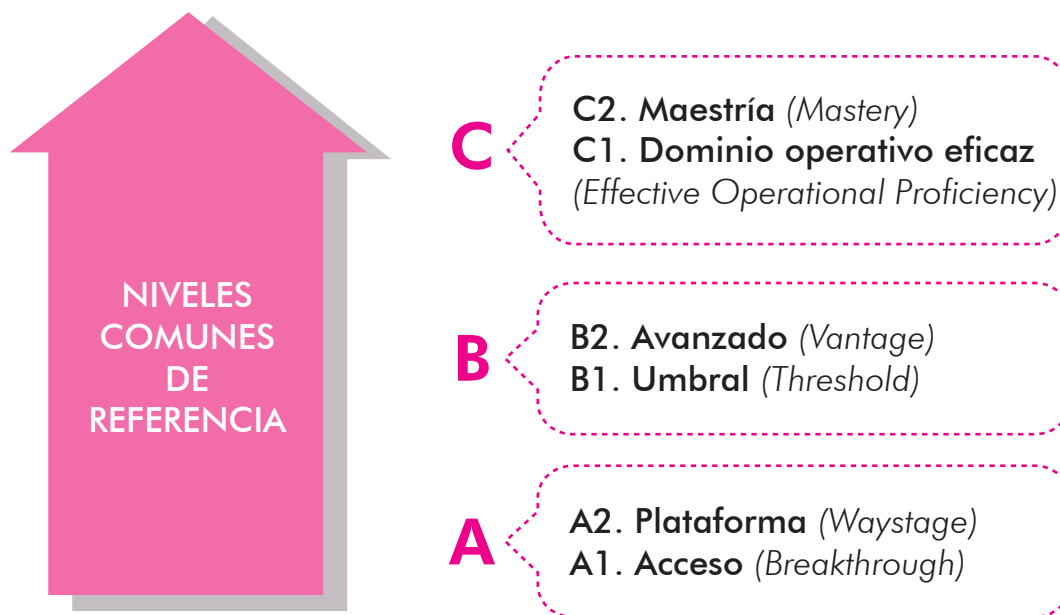 NIVELES
COMUNES
DE
REFERENCIA
C
C2. Maestría (Mastery)
C1. Dominio operativo eficaz
(Effective Operational Proficiency)
B
B2. Avanzado (Vantage)
B1. Umbral (Threshold)
A
A2. Plataforma (Waystage)
A1. Acceso (Breakthrough)